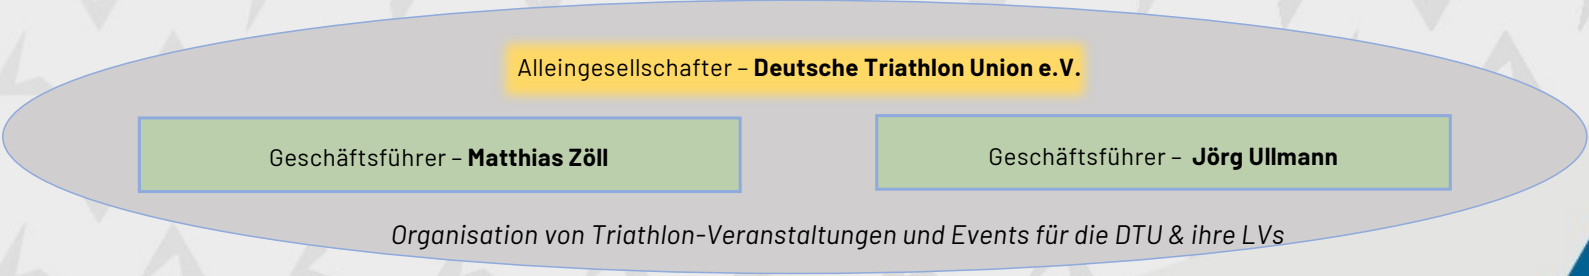 Alleingesellschafter – Deutsche Triathlon Union e.V.
Geschäftsführer – Matthias Zöll
Geschäftsführer – Jörg Ullmann
Organisation von Triathlon-Veranstaltungen und Events für die DTU & ihre LVs